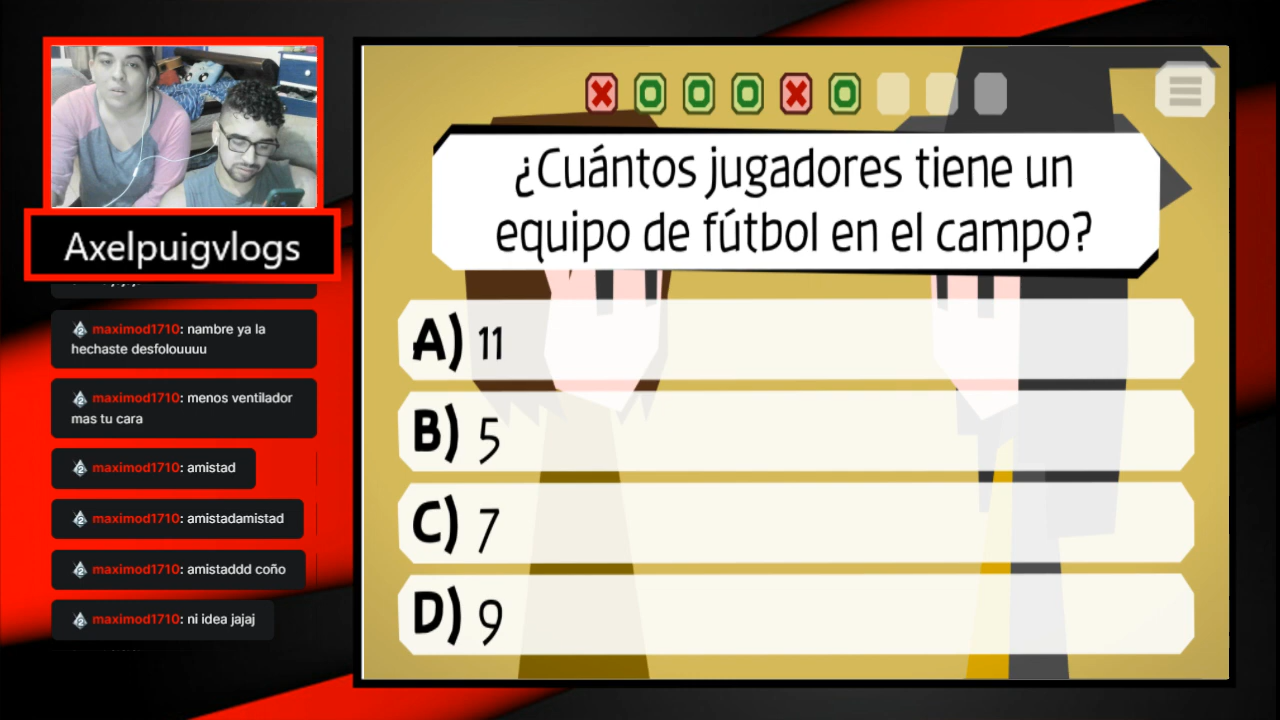 Axelpuigvlogs
maximod1710: nambre ya la
hechaste desfolouuuu
maximod1710: menos ventilador
mas tu cara
maximod1710: amistad
maximod1710: amistadamistad
maximod1710: amistaddd coño
maximod1710: ni idea jajaj
¿Cuántos jugadores tiene un
equipo de fútbol en el campo?
A) 11
B) 5
C) 7
D) 9